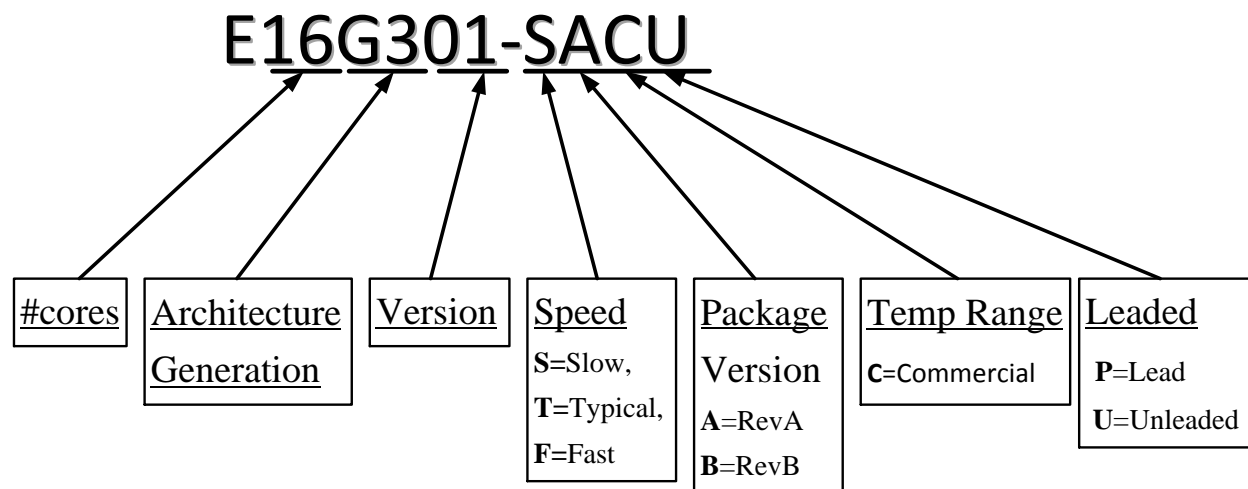 E16G301-SACU
#cores
Architecture
Generation
Version
Speed
S=Slow,
T=Typical,
F=Fast
Package
Version
A=RevA
B=RevB
Temp Range
C=Commercial
Leaded
P=Lead
U=Unleaded